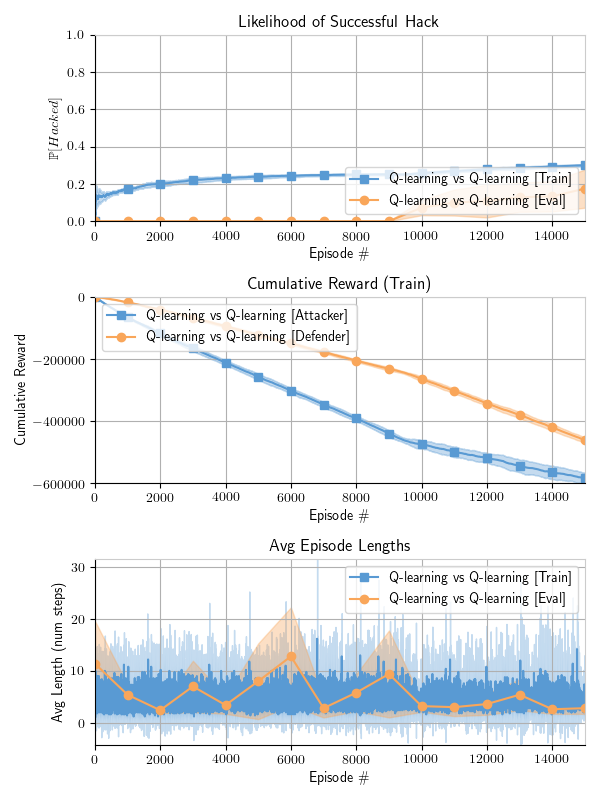 Likelihood of Successful Hack
1.0
0.8
0.6
0.4
0.2
0.0
ℙ[Hacked]
Q-learning vs Q-learning [Train]
Q-learning vs Q-learning [Eval]
0 2000 4000 6000 8000 10000 12000 14000
Episode #
Cumulative Reward (Train)
0
−200000
−400000
−600000
Cumulative Reward
Q-learning vs Q-learning [Attacker]
Q-learning vs Q-learning [Defender]
0 2000 4000 6000 8000 10000 12000 14000
Episode #
Avg Episode Lengths
30
20
10
0
Avg Length (num steps)
Q-learning vs Q-learning [Train]
Q-learning vs Q-learning [Eval]
0 2000 4000 6000 8000 10000 12000 14000
Episode #